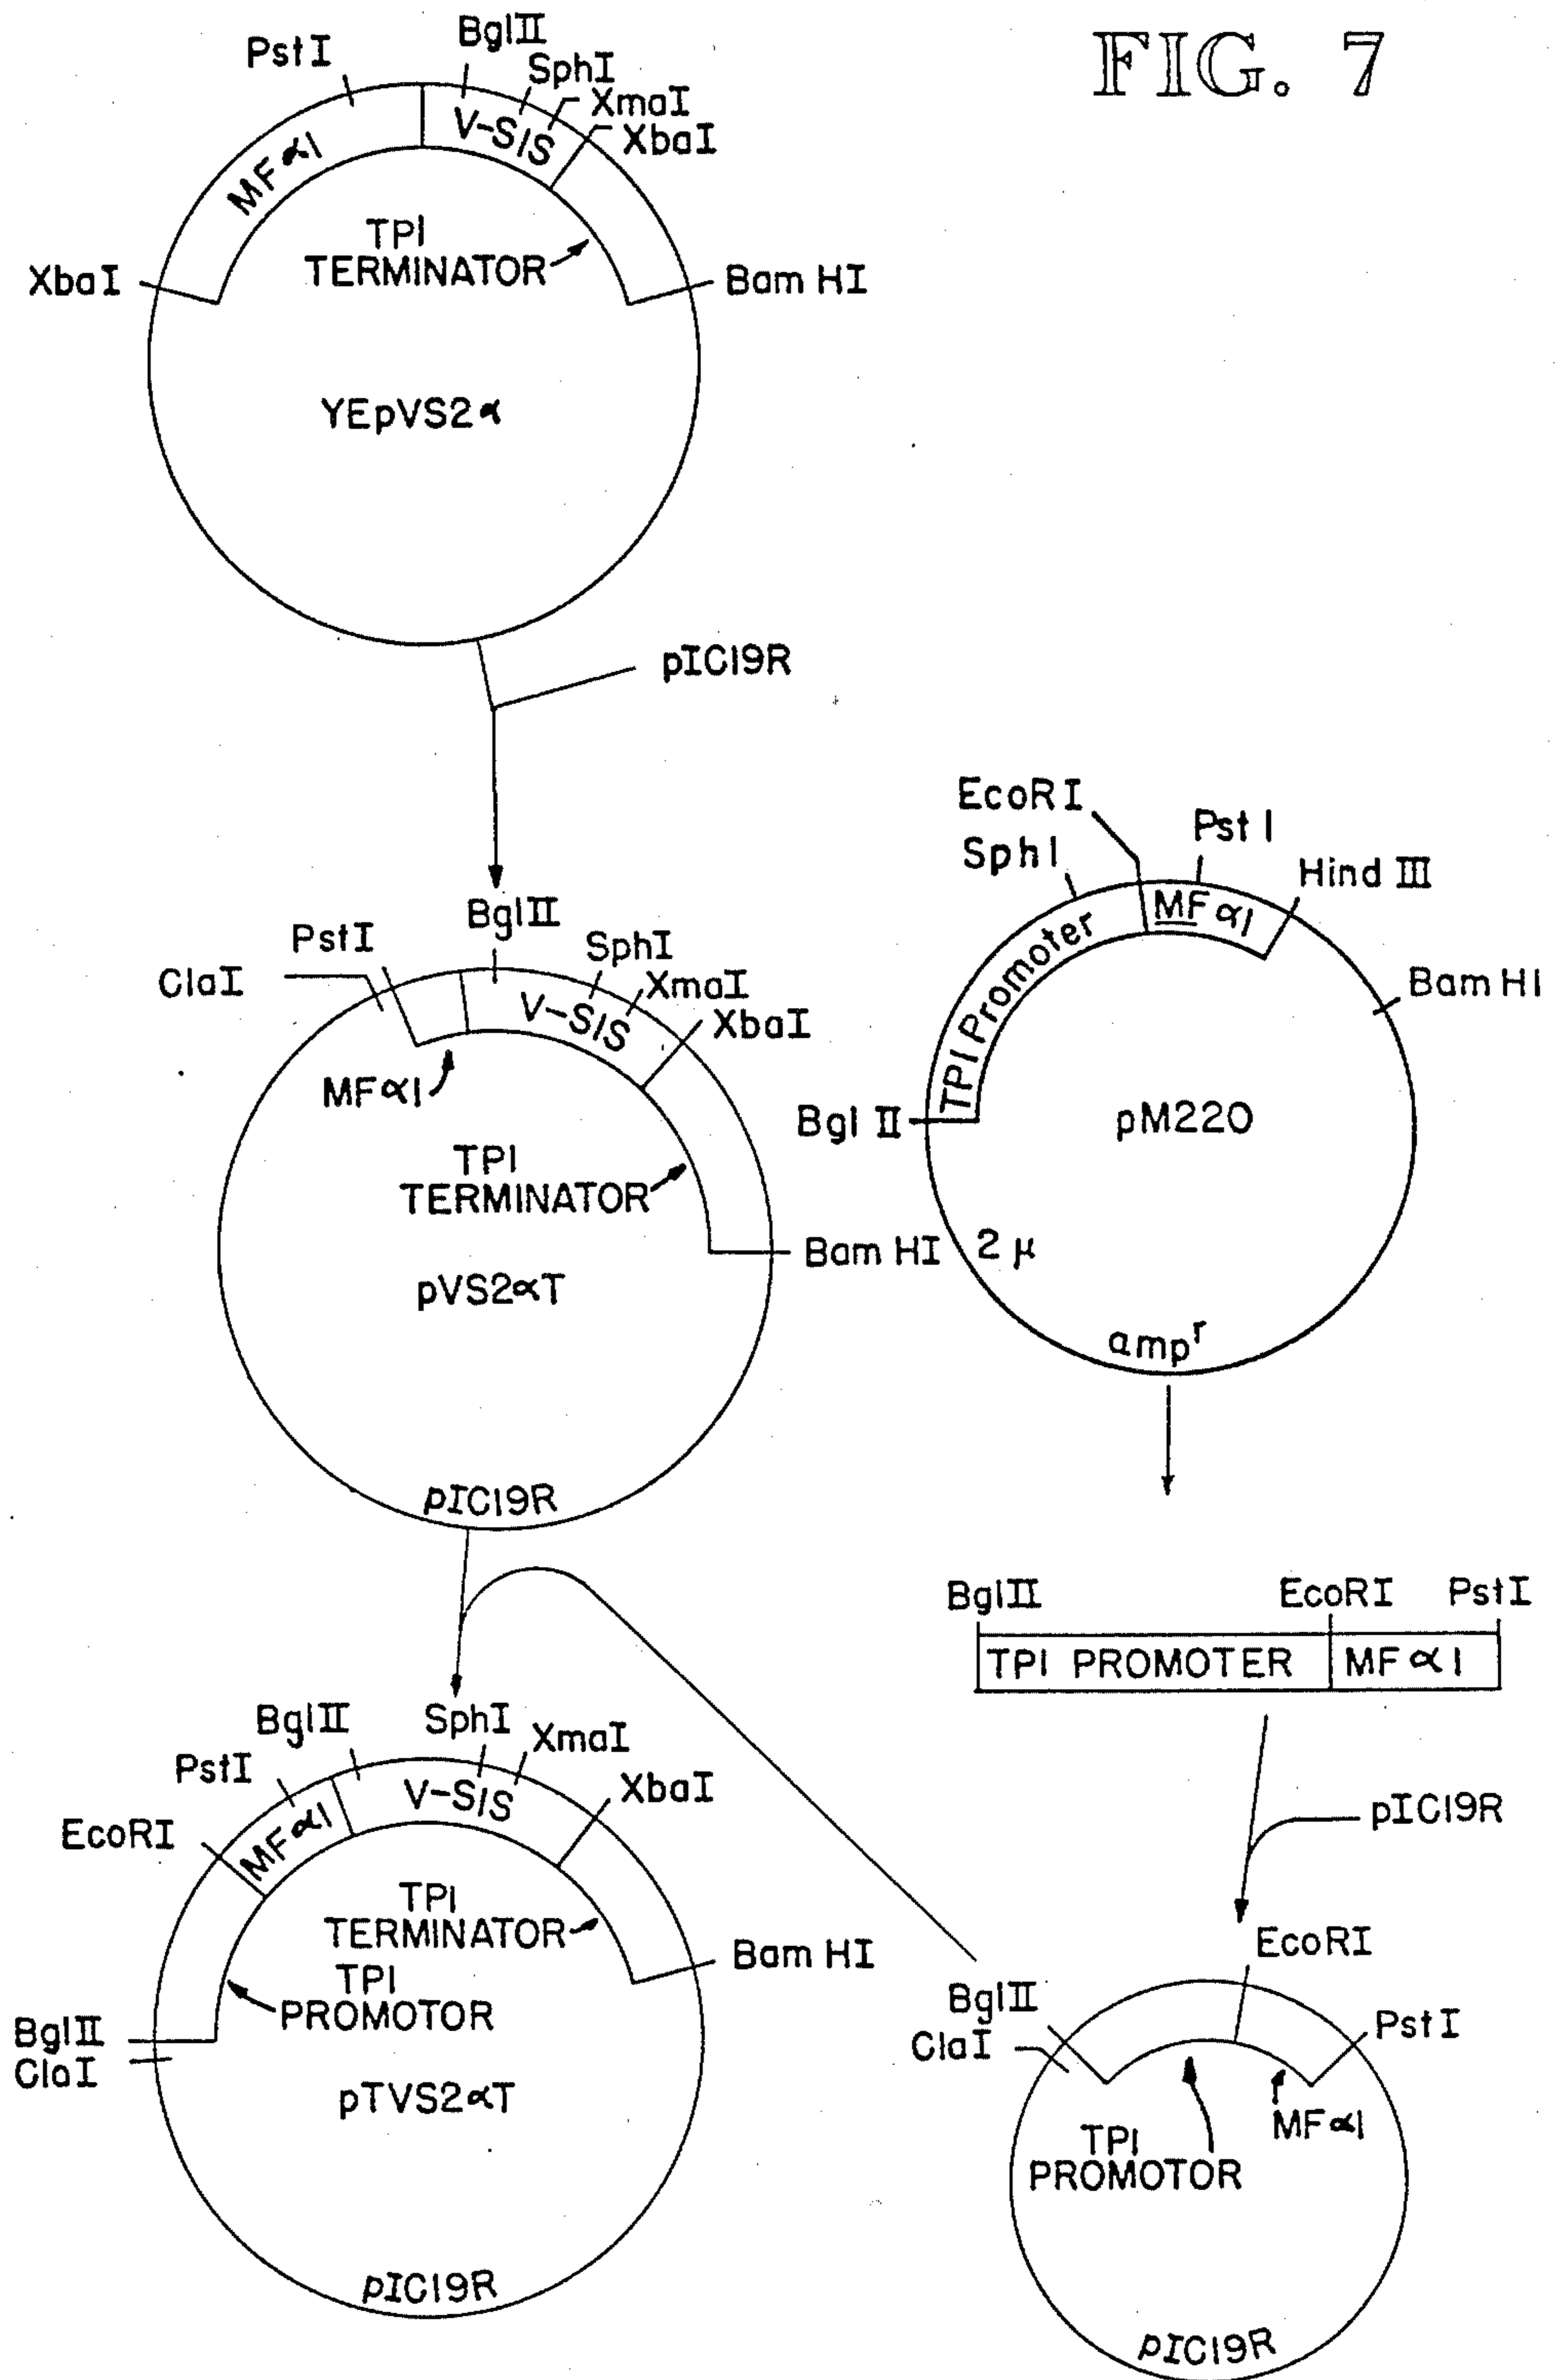 FIG. 7
PstI
BglII
SphI
XmaI
XbaI
MFα1
V-SIS
TPI
TERMINATOR
XbaI
Bam HI
YEpVS2α
pIC19R
BglII
PstI
SphI
ClaI
XmaI
XbaI
V-SIS
MFα1
TPI
TERMINATOR
Bam HI
pVS2αT
pIC19R
EcoRI
Pst I
Sph I
Hind III
MFα1
TPI Promoter
Bam HI
Bgl II
pM220
2 μ
ampr
BglII
EcoRI
PstI
TPI PROMOTER
MFα1
pIC19R
SphI
BglII
XmaI
PstI
XbaI
V-SIS
EcoRI
MFα1
TPI
TERMINATOR
Bam HI
TPI
PROMOTOR
BglII
ClaI
pTVS2αT
pIC19R
EcoRI
BglII
PstI
ClaI
MFα1
TPI
PROMOTOR
pIC19R